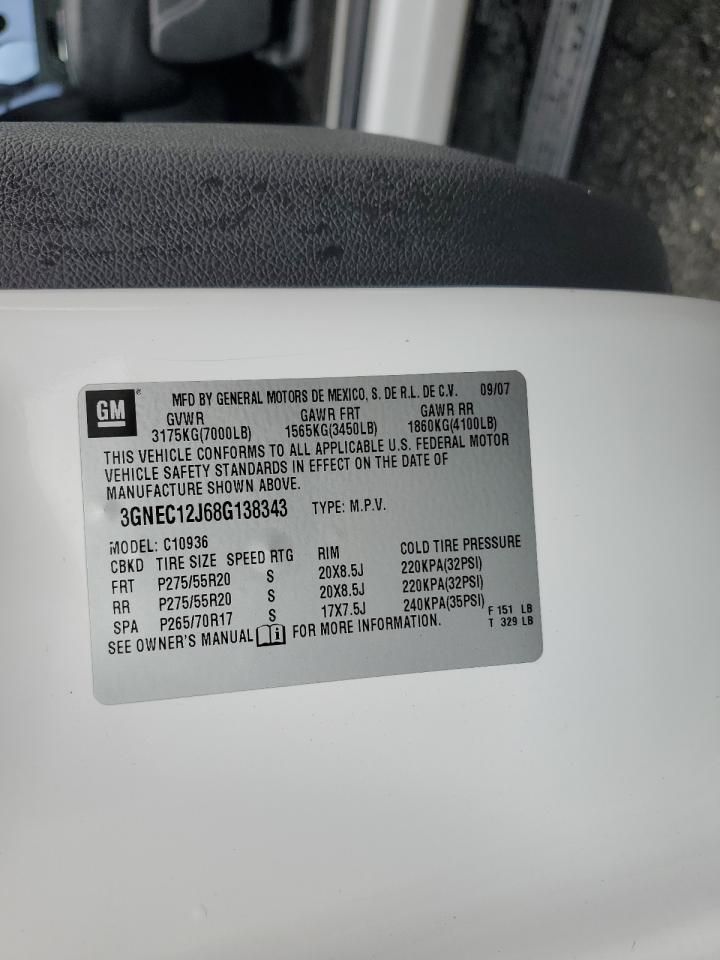 GM ® MFD BY GENERAL MOTORS DE MEXICO, S. DE R.L. DE C.V. 09/07
GVWR GAWR FRT GAWR RR
3175KG(7000LB) 1565KG(3450LB) 1860KG(4100LB)
THIS VEHICLE CONFORMS TO ALL APPLICABLE U.S. FEDERAL MOTOR
VEHICLE SAFETY STANDARDS IN EFFECT ON THE DATE OF
MANUFACTURE SHOWN ABOVE.
3GNEC12J68G138343 TYPE: M.P.V.
MODEL: C10936
CBKD TIRE SIZE SPEED RTG RIM COLD TIRE PRESSURE
FRT P275/55R20 S 20X8.5J 220KPA(32PSI)
RR P275/55R20 S 20X8.5J 220KPA(32PSI)
SPA P265/70R17 S 17X7.5J 240KPA(35PSI) F 151 LB
SEE OWNER'S MANUAL i FOR MORE INFORMATION. T 329 LB